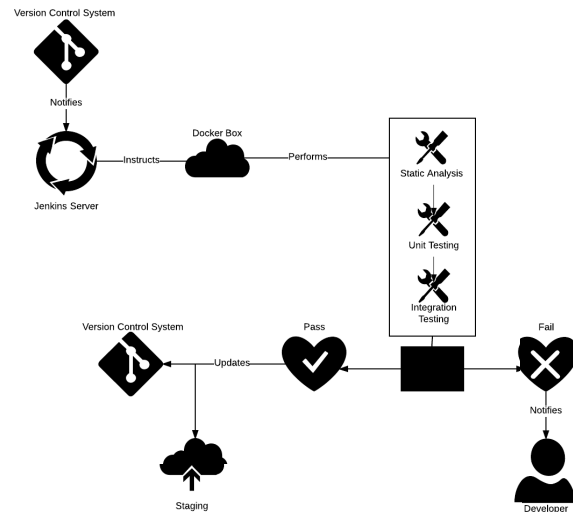 Version Control System
Notifies
Docker Box
Instructs
Performs
Static Analysis
Jenkins Server
Unit Testing
Integration
Testing
Version Control System
Pass
Fail
Updates
Notifies
Staging
Developer